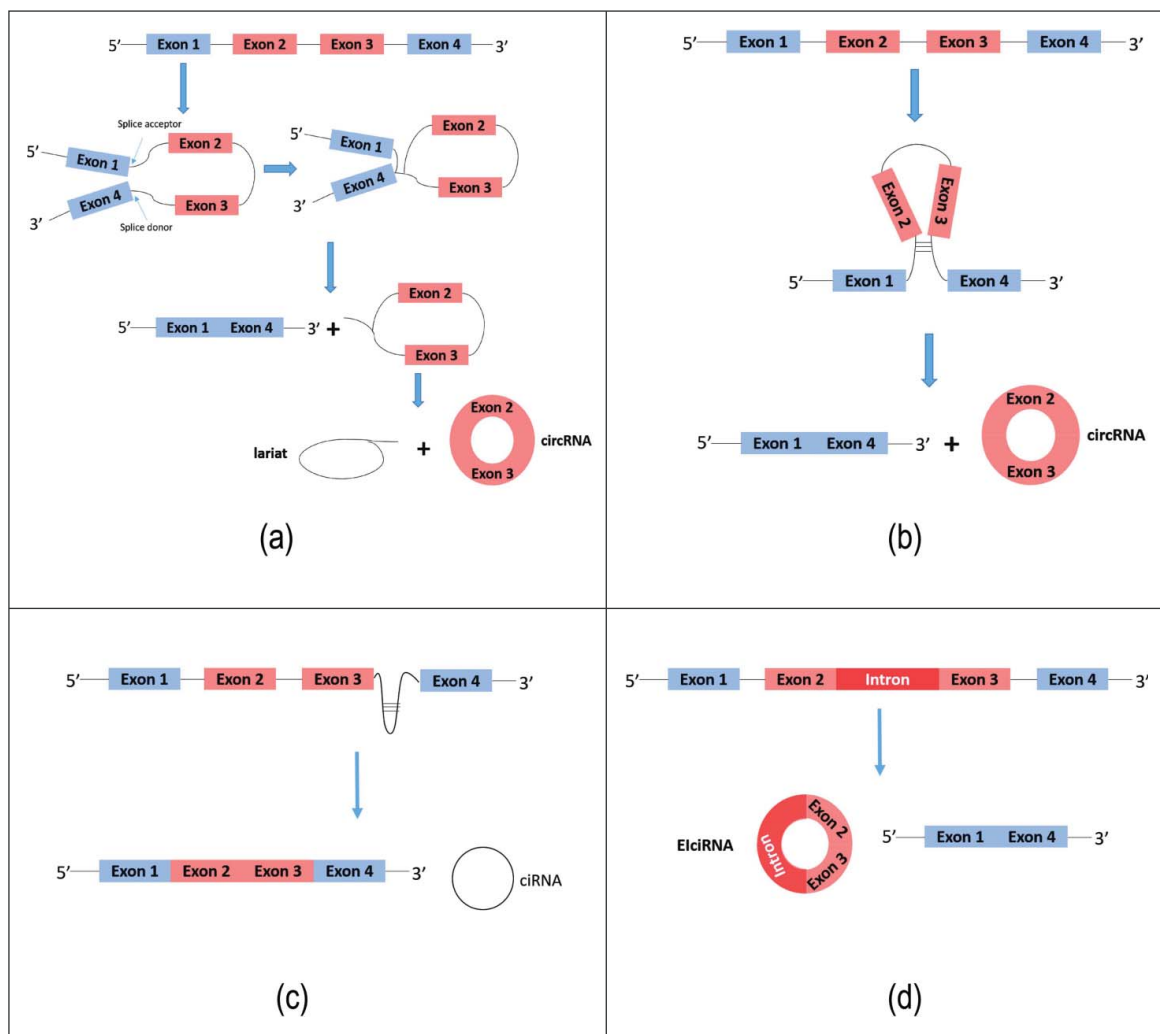 5’ Exon 1 Exon 2 Exon 3 Exon 4 3’
Splice acceptor
5’ Exon 1 Exon 2
Exon 4 Exon 3
3’
Splice donor
5’ Exon 1 Exon 2
Exon 4 Exon 3
3’
5’ Exon 1 Exon 4 3’ + Exon 2
Exon 3
lariat + Exon 2 circRNA
Exon 3
(a)
5’ Exon 1 Exon 2 Exon 3 Exon 4 3’
Exon 2 Exon 3
5’ Exon 1 Exon 4 3’
5’ Exon 1 Exon 4 3’ + Exon 2 circRNA
Exon 3
(b)
5’ Exon 1 Exon 2 Exon 3 Exon 4 3’
5’ Exon 1 Exon 2 Exon 3 Exon 4 3’ ciRNA
(c)
5’ Exon 1 Exon 2 Intron Exon 3 Exon 4 3’
EIciRNA Intron Exon 2 Exon 3
5’ Exon 1 Exon 4 3’
(d)